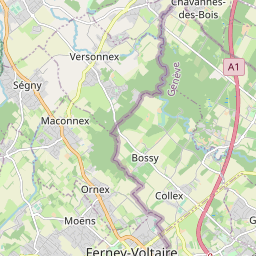 Chavannes-
des-Bois
Versonnex
A1
Genève
Ségny
Maconnex
Bossy
Ornex
Collex
Moëns
Ferney-Voltaire